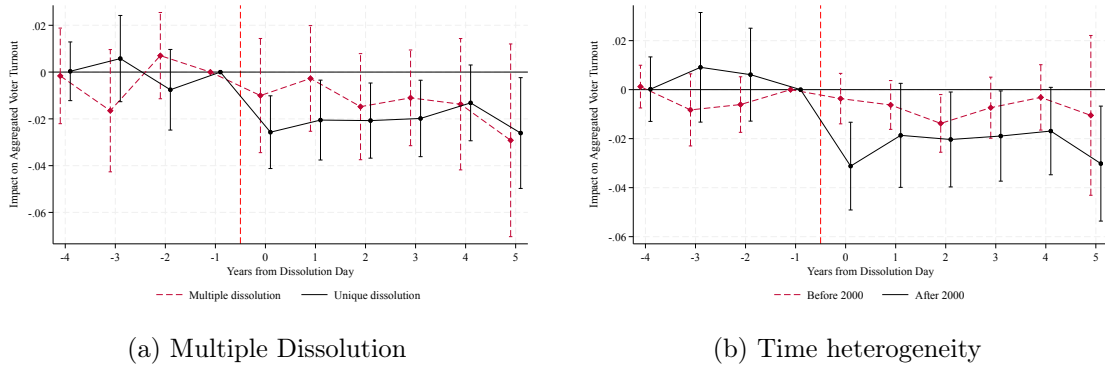 Impact on Aggregated Voter Turnout
.02
0
-.02
-.04
-.06
-4 -3 -2 -1 0 1 2 3 4 5
Years from Dissolution Day
Multiple dissolution Unique dissolution
(a) Multiple Dissolution
Impact on Aggregated Voter Turnout
.02
0
-.02
-.04
-.06
-4 -3 -2 -1 0 1 2 3 4 5
Years from Dissolution Day
Before 2000 After 2000
(b) Time heterogeneity